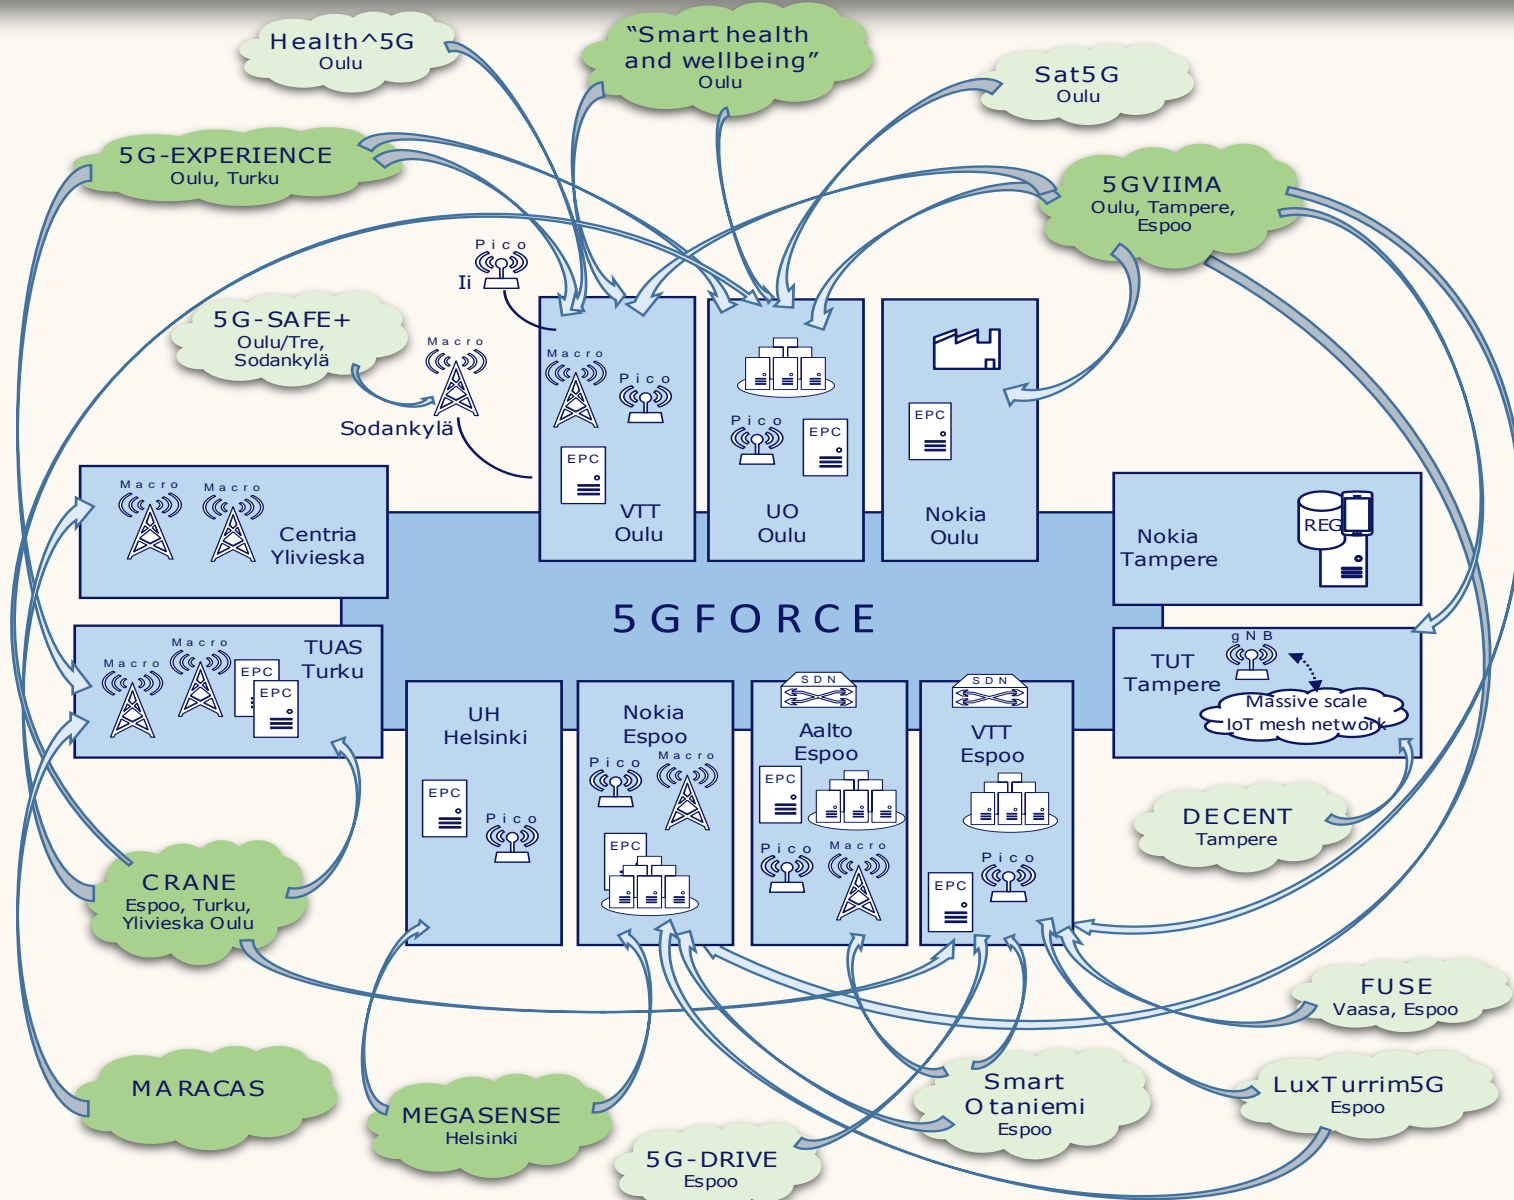 Health^5G
Oulu
“Smart health
and wellbeing”
Oulu
Sat5G
Oulu
5G-EXPERIENCE
Oulu, Turku
5GVIIMA
Oulu, Tampere,
Espoo
Pico
Ii
5G-SAFE+
Oulu/Tre,
Sodankylä
Macro
Sodankylä
Macro
Pico
EPC
VTT
Oulu
Pico
EPC
UO
Oulu
EPC
Nokia
Oulu
Macro
Macro
Centria
Ylivieska
Nokia
Tampere
REG
5GFORCE
Macro
Macro
EPC
EPC
TUAS
Turku
TUT
Tampere
gNB
Massive scale
IoT mesh network
UH
Helsinki
EPC
Pico
Nokia
Espoo
Pico
Macro
EPC
SDN
Aalto
Espoo
EPC
Pico
Macro
SDN
VTT
Espoo
Pico
EPC
DECENT
Tampere
CRANE
Espoo, Turku,
Ylivieska Oulu
FUSE
Vaasa, Espoo
MARACAS
MEGASENSE
Helsinki
5G-DRIVE
Espoo
Smart
Otaniemi
Espoo
LuxTurrim5G
Espoo